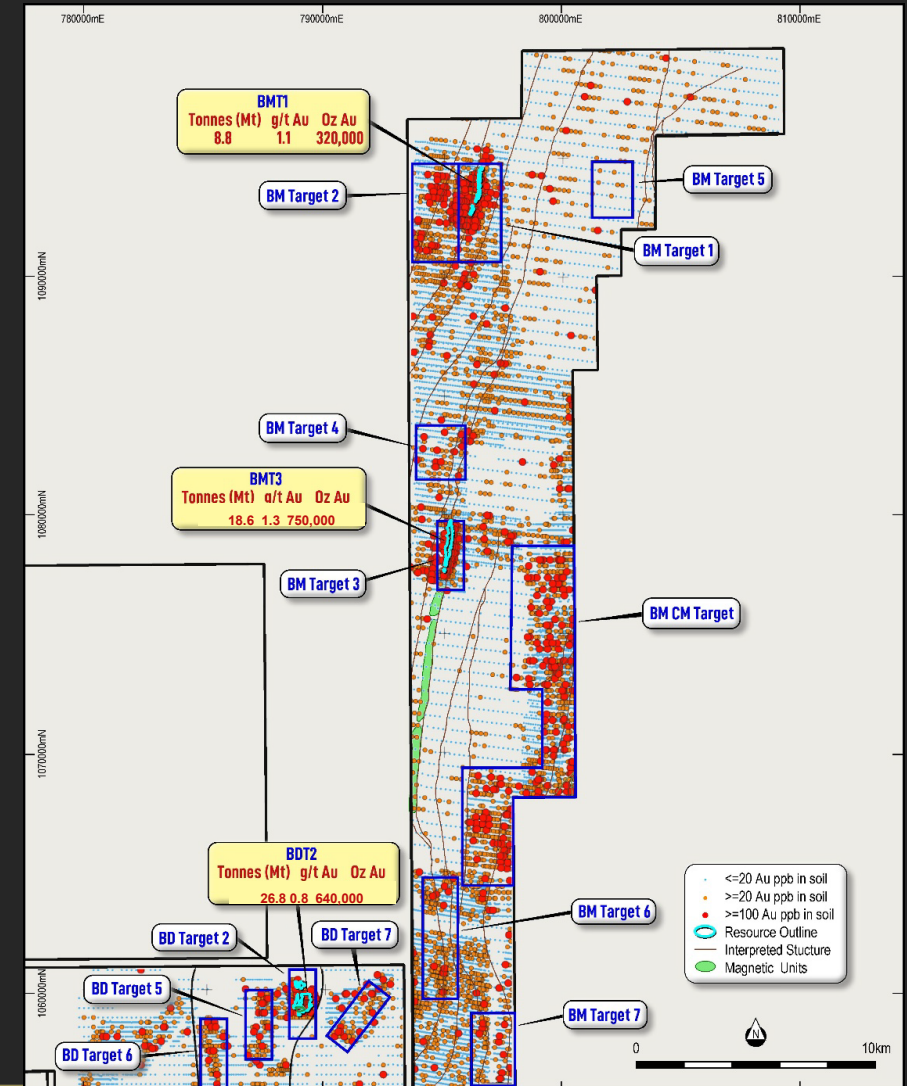 780000mE
790000mE
800000mE
810000mE
BMT1
Tonnes (Mt) g/t Au Oz Au
8.8 1.1 320,000
BM Target 2
BM Target 5
BM Target 1
1090000mN
BM Target 4
BMT3
Tonnes (Mt) g/t Au Oz Au
18.6 1.3 750,000
1080000mN
BM Target 3
BM CM Target
1070000mN
BDT2
Tonnes (Mt) g/t Au Oz Au
26.8 0.8 640,000
BD Target 2
BD Target 7
BM Target 6
<=20 Au ppb in soil
>=20 Au ppb in soil
>=100 Au ppb in soil
Resource Outline
Interpreted Stucture
Magnetic Units
1060000mN
BD Target 5
BM Target 7
BD Target 6
N
0 10km